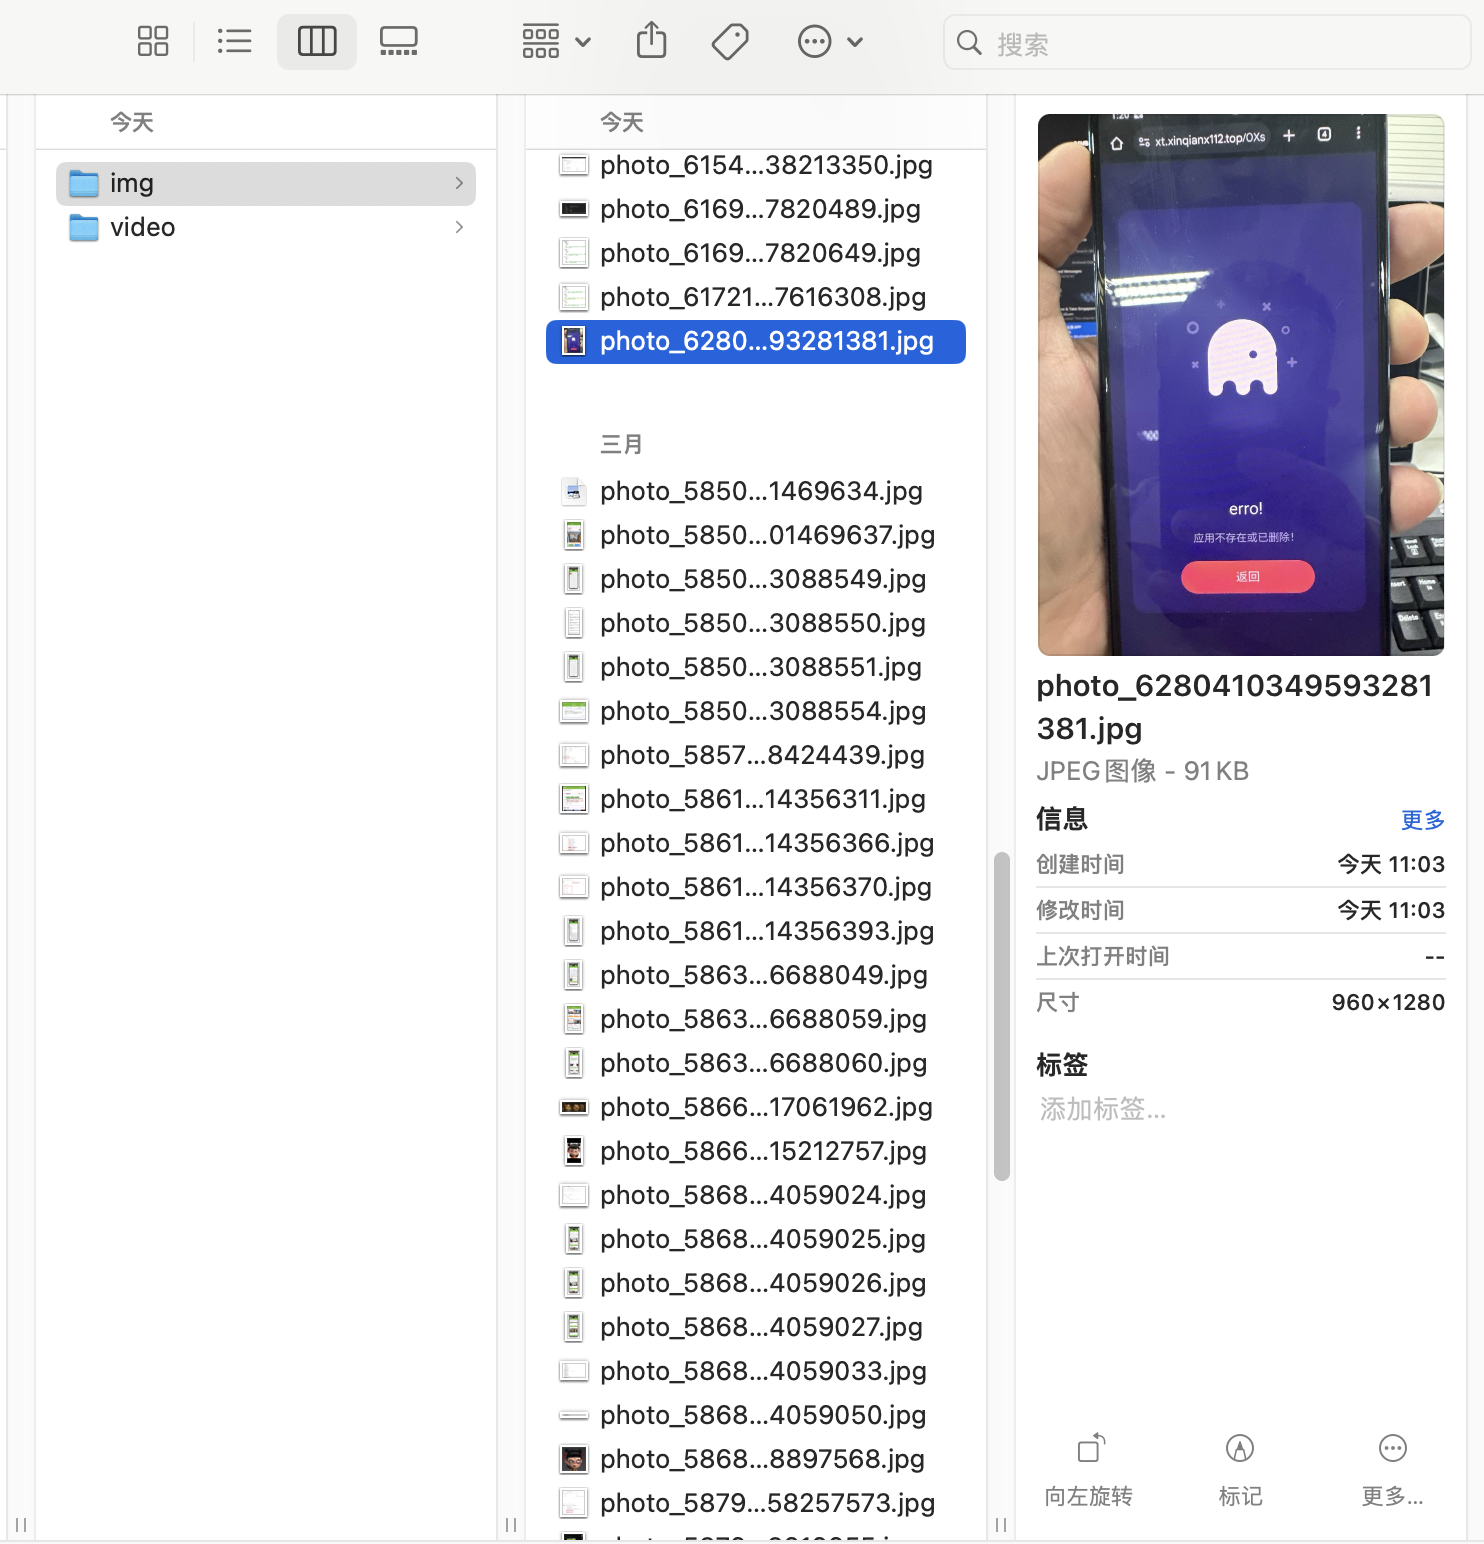 搜索
今天
img
video
今天
photo_6154...38213350.jpg
photo_6169...7820489.jpg
photo_6169...7820649.jpg
photo_61721...7616308.jpg
photo_6280...93281381.jpg
三月
photo_5850...1469634.jpg
photo_5850...01469637.jpg
photo_5850...3088549.jpg
photo_5850...3088550.jpg
photo_5850...3088551.jpg
photo_5850...3088554.jpg
photo_5857...8424439.jpg
photo_5861...14356311.jpg
photo_5861...14356366.jpg
photo_5861...14356370.jpg
photo_5861...14356393.jpg
photo_5863...6688049.jpg
photo_5863...6688059.jpg
photo_5863...6688060.jpg
photo_5866...17061962.jpg
photo_5866...15212757.jpg
photo_5868...4059024.jpg
photo_5868...4059025.jpg
photo_5868...4059026.jpg
photo_5868...4059027.jpg
photo_5868...4059033.jpg
photo_5868...4059050.jpg
photo_5868...8897568.jpg
photo_5879...58257573.jpg
xt.xinqianx112.top/0Xs
4
erro!
应用不存在或已删除!
返回
Home
Delete
photo_6280410349593281
381.jpg
JPEG图像 - 91 KB
信息 更多
创建时间 今天 11:03
修改时间 今天 11:03
上次打开时间 --
尺寸 960×1280
标签
添加标签...
向左旋转 标记 更多...